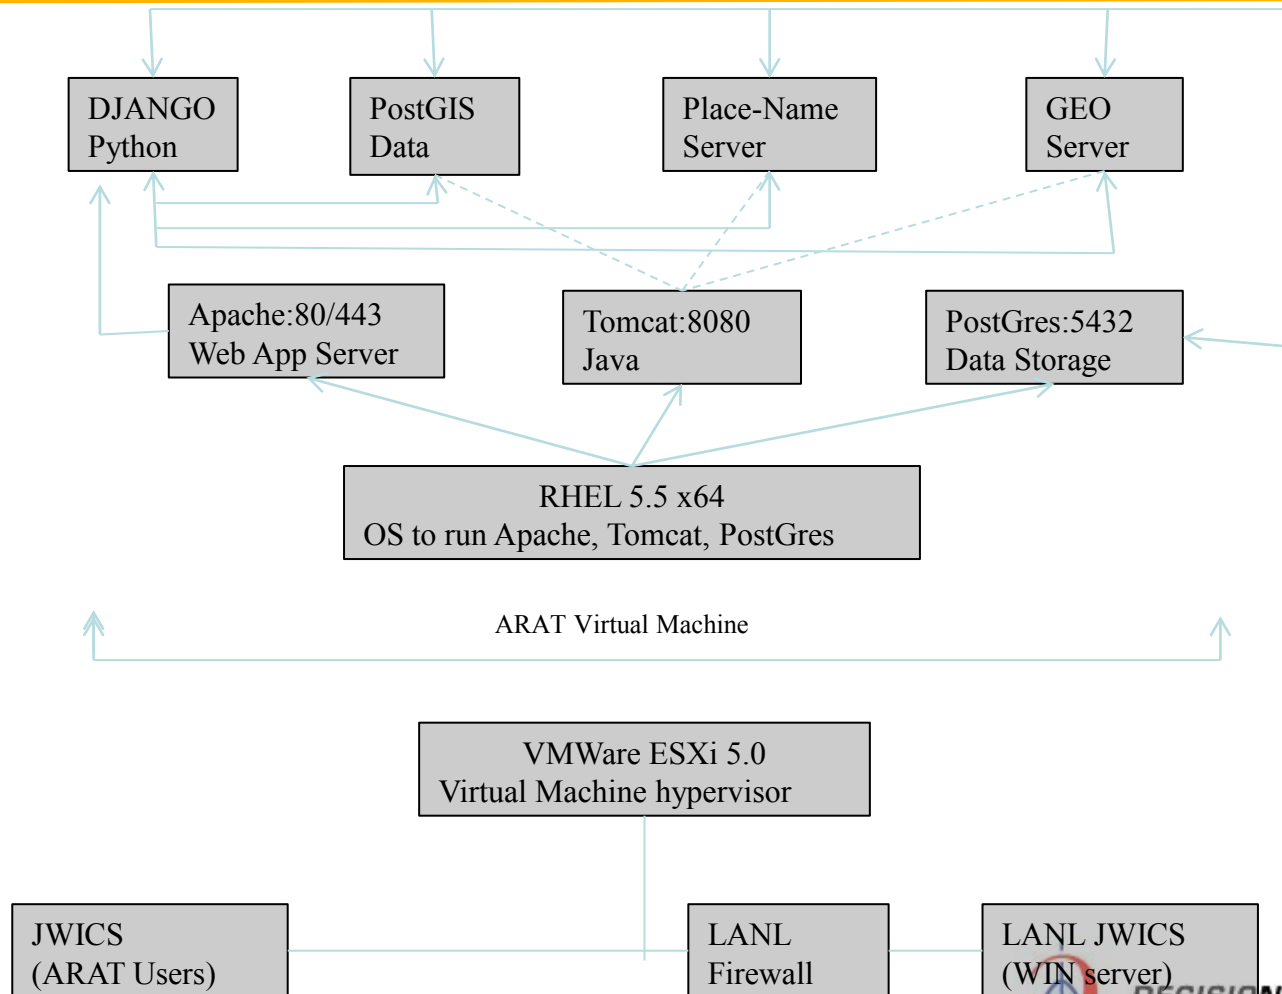 DJANGO
Python
PostGIS
Data
Place-Name
Server
GEO
Server
Apache:80/443
Web App Server
Tomcat:8080
Java
PostGres:5432
Data Storage
RHEL 5.5 x64
OS to run Apache, Tomcat, PostGres
ARAT Virtual Machine
VMWare ESXi 5.0
Virtual Machine hypervisor
JWICS
(ARAT Users)
LANL
Firewall
LANL JWICS
(WIN server)